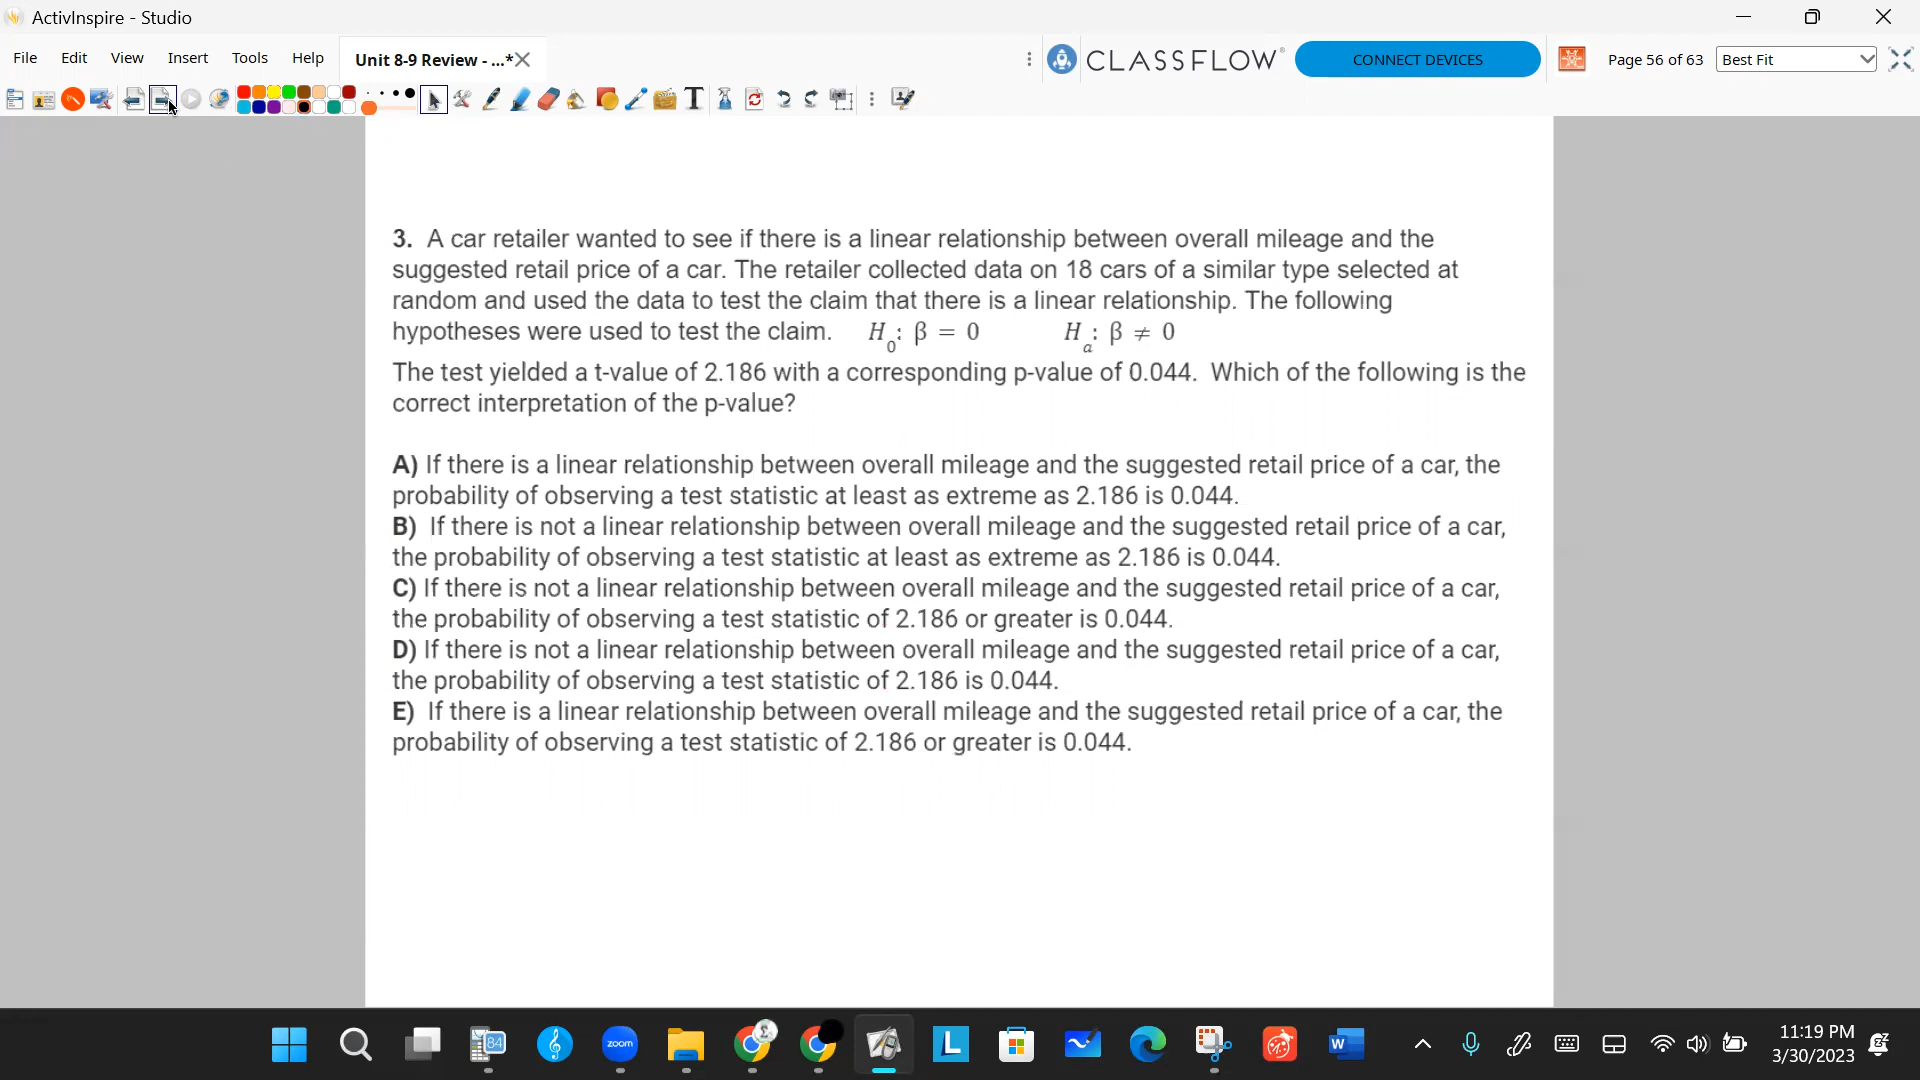 ActivInspire - Studio
File Edit View Insert Tools Help Unit 8-9 Review - ...* CLASSFLOW CONNECT DEVICES Page 56 of 63 Best Fit
T
3. A car retailer wanted to see if there is a linear relationship between overall mileage and the
suggested retail price of a car. The retailer collected data on 18 cars of a similar type selected at
random and used the data to test the claim that there is a linear relationship. The following
hypotheses were used to test the claim. H₀: β = 0 Hₐ: β ≠ 0
The test yielded a t-value of 2.186 with a corresponding p-value of 0.044. Which of the following is the
correct interpretation of the p-value?
A) If there is a linear relationship between overall mileage and the suggested retail price of a car, the
probability of observing a test statistic at least as extreme as 2.186 is 0.044.
B) If there is not a linear relationship between overall mileage and the suggested retail price of a car,
the probability of observing a test statistic at least as extreme as 2.186 is 0.044.
C) If there is not a linear relationship between overall mileage and the suggested retail price of a car,
the probability of observing a test statistic of 2.186 or greater is 0.044.
D) If there is not a linear relationship between overall mileage and the suggested retail price of a car,
the probability of observing a test statistic of 2.186 is 0.044.
E) If there is a linear relationship between overall mileage and the suggested retail price of a car, the
probability of observing a test statistic of 2.186 or greater is 0.044.
84 zoom L W 11:19 PM
3/30/2023